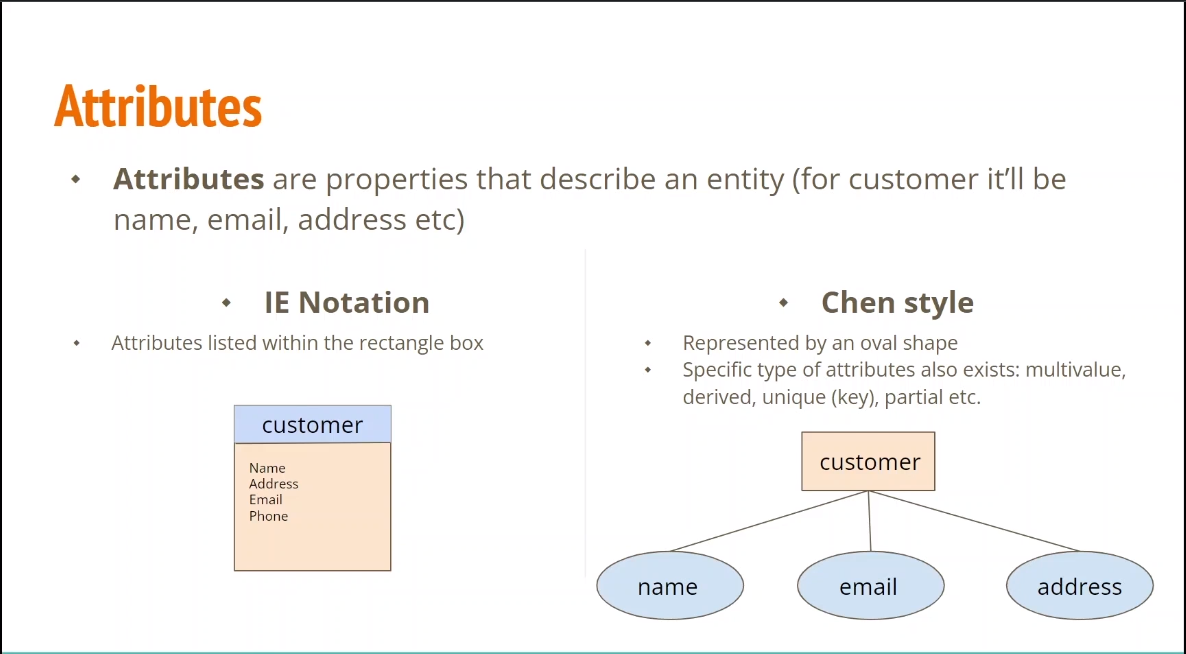 Attributes
Attributes are properties that describe an entity (for customer it’ll be
name, email, address etc)
IE Notation
Attributes listed within the rectangle box
customer
Name
Address
Email
Phone
Chen style
Represented by an oval shape
Specific type of attributes also exists: multivalue,
derived, unique (key), partial etc.
customer
name
email
address